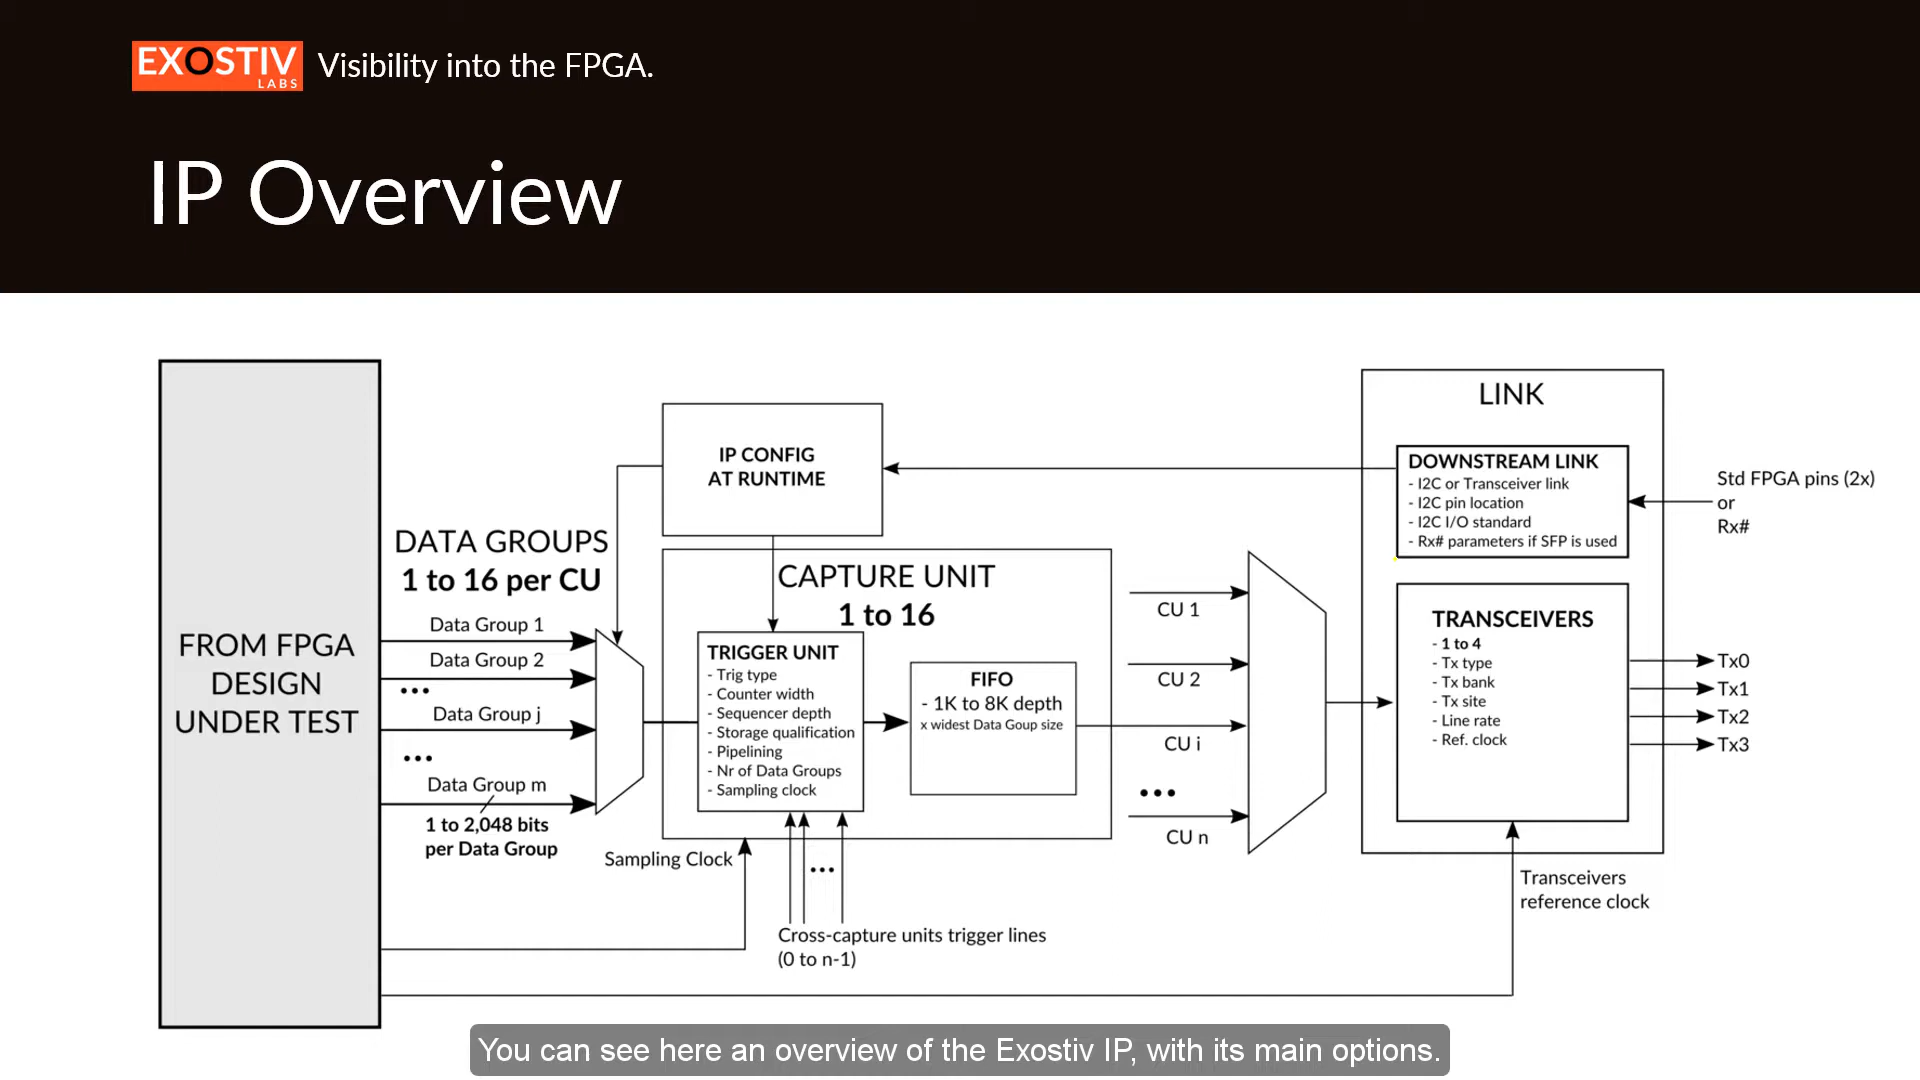 EXOSTIV
LABS
Visibility into the FPGA.
IP Overview
FROM FPGA
DESIGN
UNDER TEST
DATA GROUPS
1 to 16 per CU
Data Group 1
Data Group 2
...
Data Group j
...
Data Group m
1 to 2,048 bits
per Data Group
IP CONFIG
AT RUNTIME
CAPTURE UNIT
1 to 16
TRIGGER UNIT
- Trig type
- Counter width
- Sequencer depth
- Storage qualification
- Pipelining
- Nr of Data Groups
- Sampling clock
FIFO
- 1K to 8K depth
x widest Data Goup size
Sampling Clock
...
Cross-capture units trigger lines
(0 to n-1)
CU 1
CU 2
CU i
...
CU n
LINK
DOWNSTREAM LINK
- I2C or Transceiver link
- I2C pin location
- I2C I/O standard
- Rx# parameters if SFP is used
Std FPGA pins (2x)
or
Rx#
TRANSCEIVERS
- 1 to 4
- Tx type
- Tx bank
- Tx site
- Line rate
- Ref. clock
Tx0
Tx1
Tx2
Tx3
Transceivers
reference clock
You can see here an overview of the Exostiv IP, with its main options.